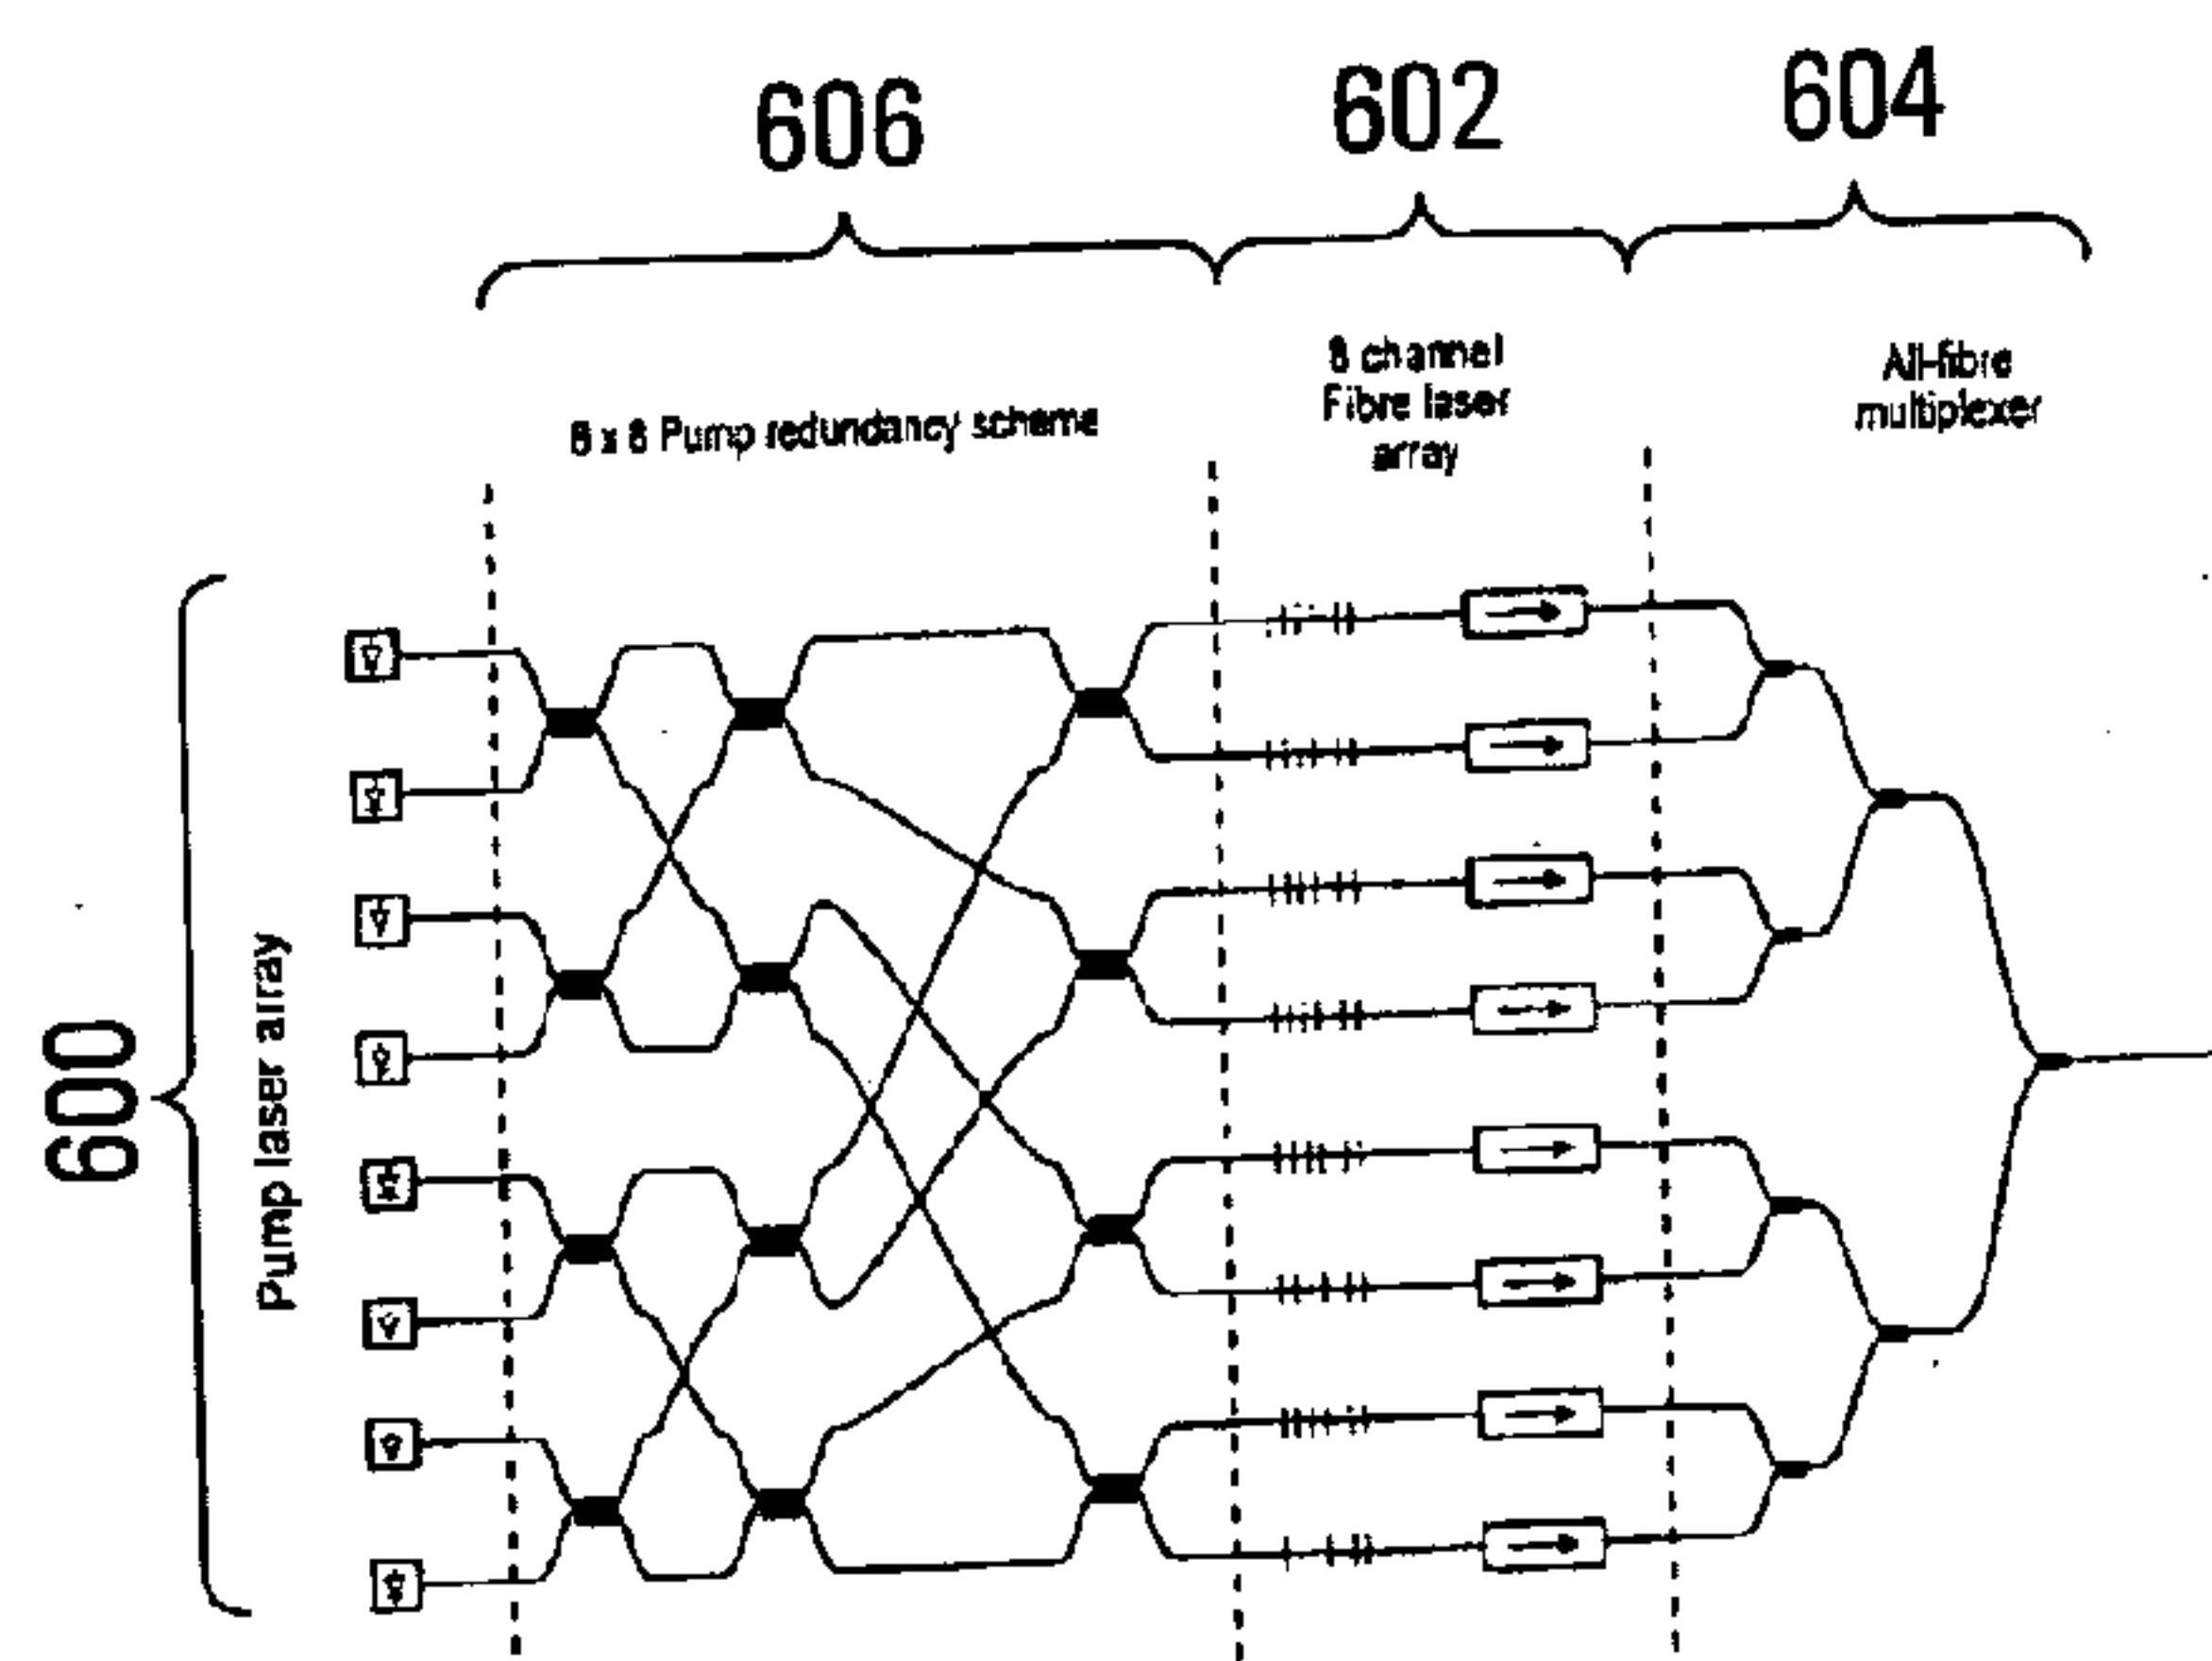 606
602
604
8 x 8 Pump redundancy scheme
8 channel
Fibre laser
array
All-fibre
multiplexer
600
Pump laser array